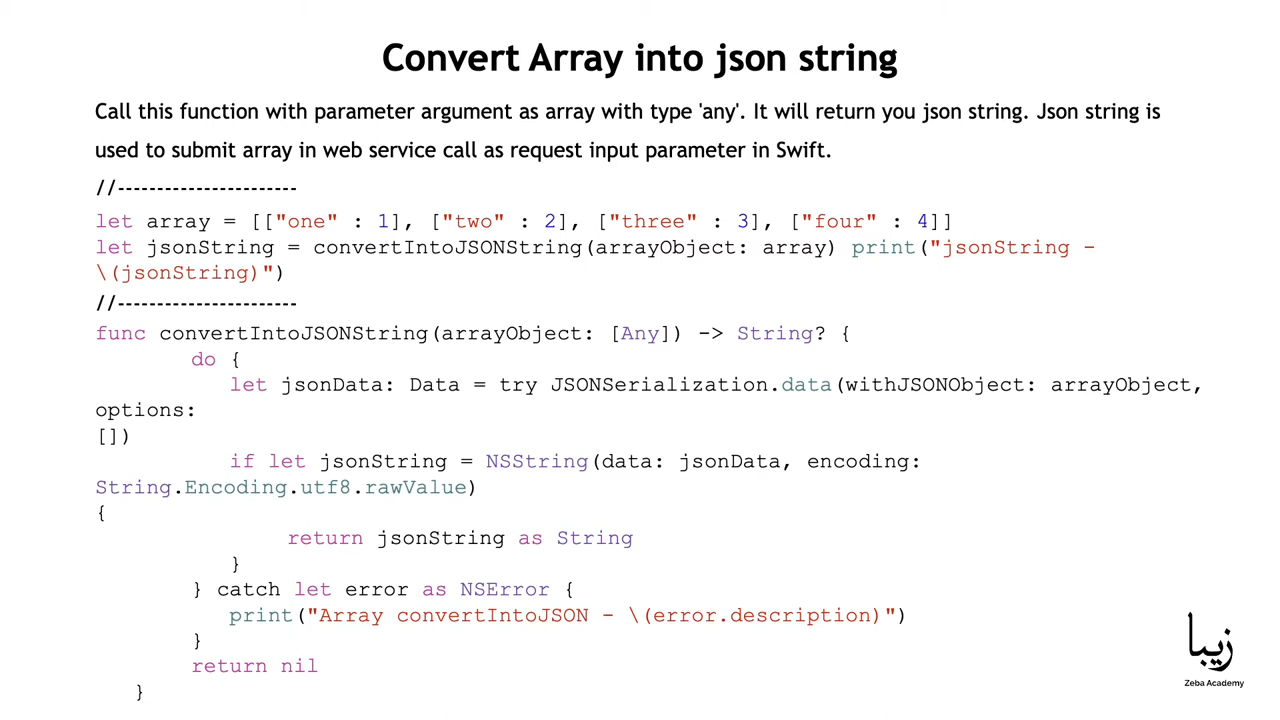 Convert Array into json string
Call this function with parameter argument as array with type 'any'. It will return you json string. Json string is
used to submit array in web service call as request input parameter in Swift.
//-----------------------
let array = [["one" : 1], ["two" : 2], ["three" : 3], ["four" : 4]]
let jsonString = convertIntoJSONString(arrayObject: array) print("jsonString -
\(jsonString)")
//-----------------------
func convertIntoJSONString(arrayObject: [Any]) -> String? {
do {
let jsonData: Data = try JSONSerialization.data(withJSONObject: arrayObject,
options:
[])
if let jsonString = NSString(data: jsonData, encoding:
String.Encoding.utf8.rawValue)
{
return jsonString as String
}
} catch let error as NSError {
print("Array convertIntoJSON - \(error.description)")
}
return nil
}
زیبا
Zeba Academy